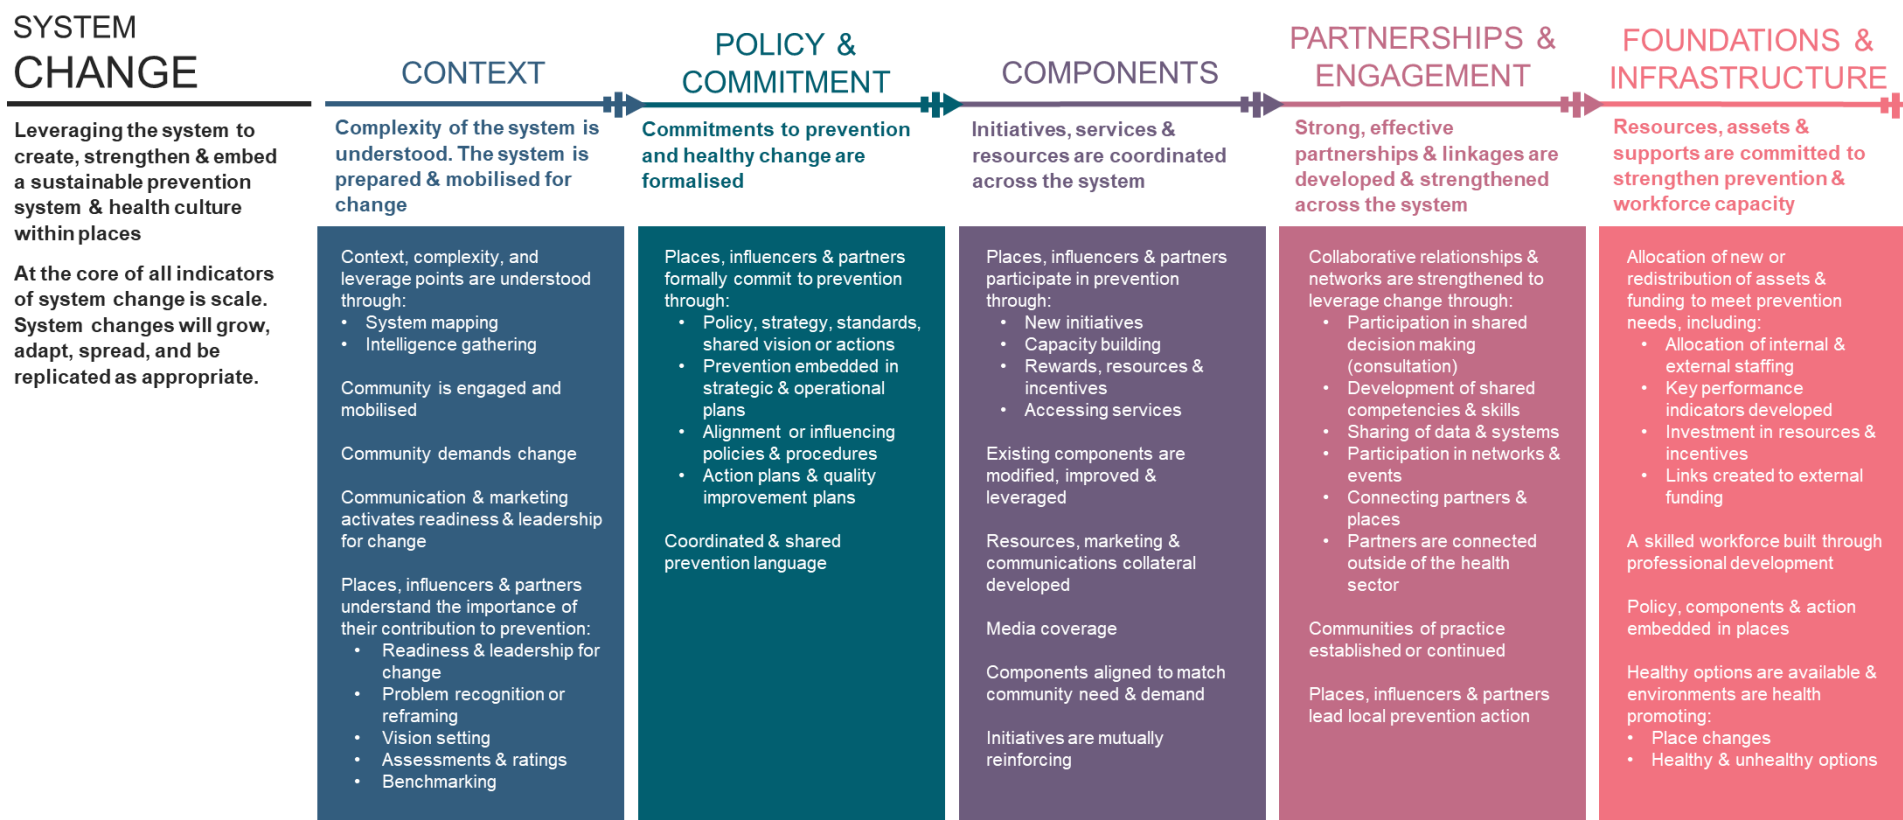 SYSTEM
CHANGE
Leveraging the system to
create, strengthen & embed
a sustainable prevention
system & health culture
within places
At the core of all indicators
of system change is scale.
System changes will grow,
adapt, spread, and be
replicated as appropriate.
CONTEXT
Complexity of the system is
understood. The system is
prepared & mobilised for
change
Context, complexity, and
leverage points are understood
through:
• System mapping
• Intelligence gathering
Community is engaged and
mobilised
Community demands change
Communication & marketing
activates readiness & leadership
for change
Places, influencers & partners
understand the importance of
their contribution to prevention:
• Readiness & leadership for
change
• Problem recognition or
reframing
• Vision setting
• Assessments & ratings
• Benchmarking
POLICY &
COMMITMENT
Commitments to prevention
and healthy change are
formalised
Places, influencers & partners
formally commit to prevention
through:
• Policy, strategy, standards,
shared vision or actions
• Prevention embedded in
strategic & operational
plans
• Alignment or influencing
policies & procedures
• Action plans & quality
improvement plans
Coordinated & shared
prevention language
COMPONENTS
Initiatives, services &
resources are coordinated
across the system
Places, influencers & partners
participate in prevention
through:
• New initiatives
• Capacity building
• Rewards, resources &
incentives
• Accessing services
Existing components are
modified, improved &
leveraged
Resources, marketing &
communications collateral
developed
Media coverage
Components aligned to match
community need & demand
Initiatives are mutually
reinforcing
PARTNERSHIPS &
ENGAGEMENT
Strong, effective
partnerships & linkages are
developed & strengthened
across the system
Collaborative relationships &
networks are strengthened to
leverage change through:
• Participation in shared
decision making
(consultation)
• Development of shared
competencies & skills
• Sharing of data & systems
• Participation in networks &
events
• Connecting partners &
places
• Partners are connected
outside of the health
sector
Communities of practice
established or continued
Places, influencers & partners
lead local prevention action
FOUNDATIONS &
INFRASTRUCTURE
Resources, assets &
supports are committed to
strengthen prevention &
workforce capacity
Allocation of new or
redistribution of assets &
funding to meet prevention
needs, including:
• Allocation of internal &
external staffing
• Key performance
indicators developed
• Investment in resources &
incentives
• Links created to external
funding
A skilled workforce built through
professional development
Policy, components & action
embedded in places
Healthy options are available &
environments are health
promoting:
• Place changes
• Healthy & unhealthy options